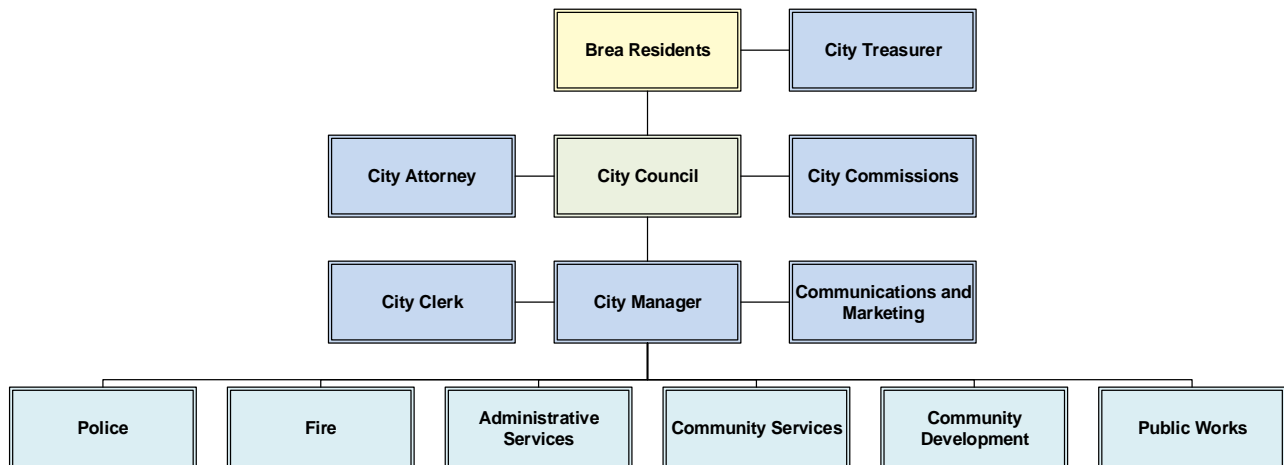 Brea Residents
City Treasurer
City Attorney
City Council
City Commissions
City Clerk
City Manager
Communications and
Marketing
Police
Fire
Administrative
Services
Community Services
Community
Development
Public Works